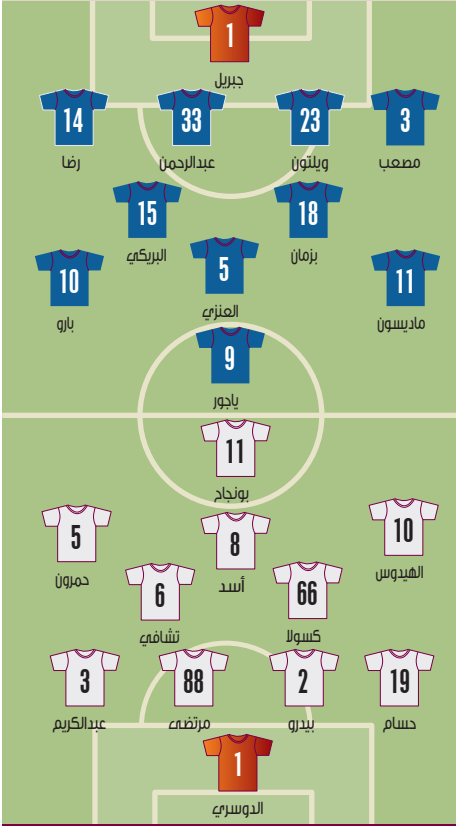 1
جبريل
3 23 33 14
مصعب ويلتون عبدالرحمن رضا
18 15
بزمان البريكي
5
العنزي
11 10
ماديسون بارو
9
ياجور
11
بونجاح
10 8 5
الهيدوس أسد حمرون
66 6
كسولا تشافي
19 2 88 3
حسام بيدرو مرتضى عبدالكريم
1
الدوسري